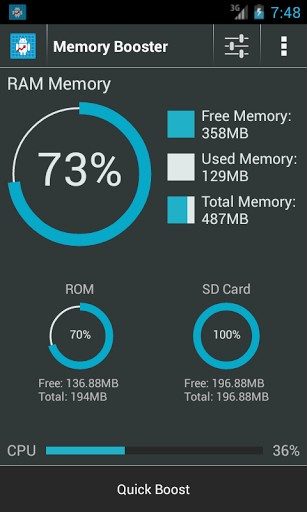 3G 7:48
Memory Booster
RAM Memory
73%
Free Memory:
358MB
Used Memory:
129MB
Total Memory:
487MB
ROM
70%
Free: 136.88MB
Total: 194MB
SD Card
100%
Free: 196.88MB
Total: 196.88MB
CPU 36%
Quick Boost